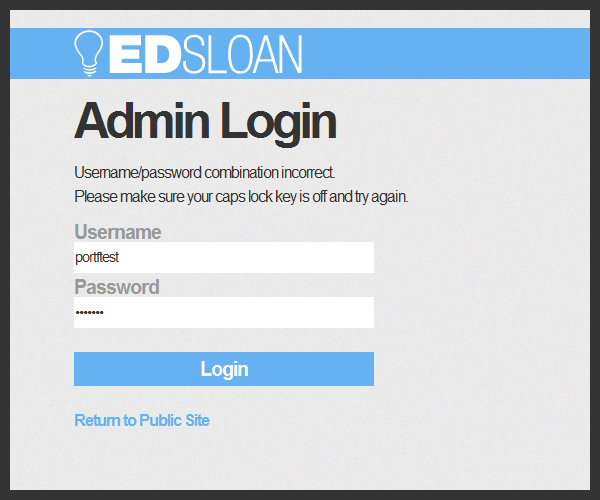 EDSLOAN
Admin Login
Username/password combination incorrect.
Please make sure your caps lock key is off and try again.
Username
portftest
Password
•••••••
Login
Return to Public Site